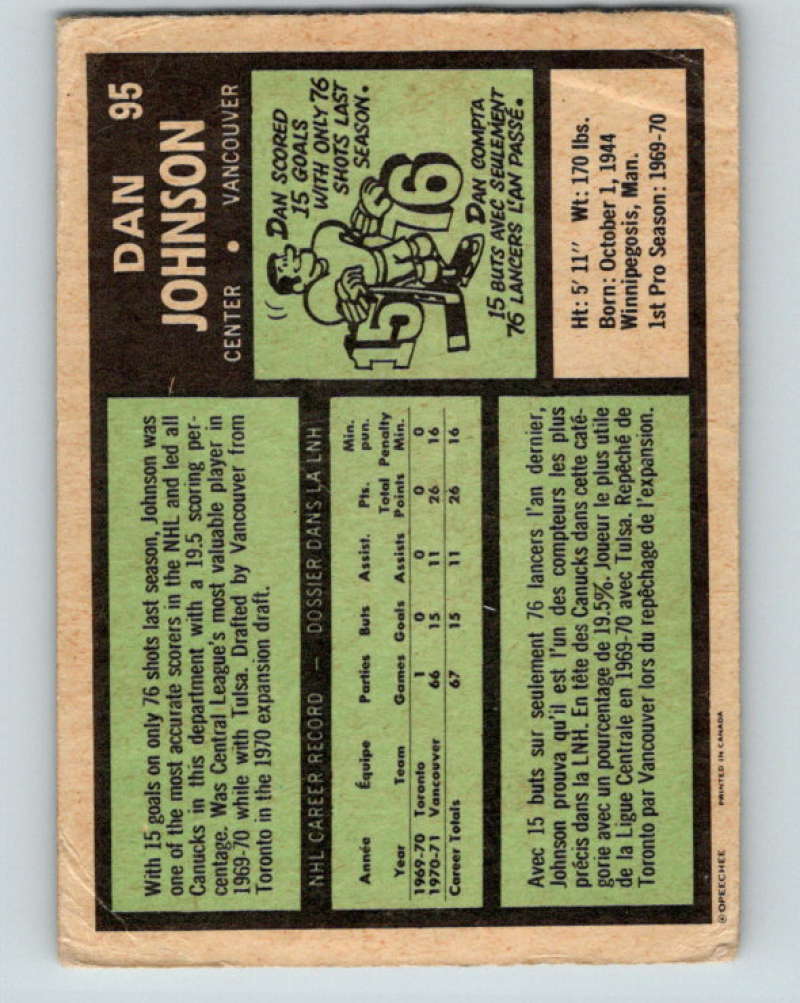 DAN 95
JOHNSON
CENTER • VANCOUVER
DAN SCORED
15 GOALS
WITH ONLY 76
SHOTS LAST
SEASON.
15
76
DAN COMPTA
15 BUTS AVEC SEULEMENT
76 LANCERS L'AN PASSÉ.
Ht: 5' 11" Wt: 170 lbs.
Born: October 1, 1944
Winnipegosis, Man.
1st Pro Season: 1969-70
With 15 goals on only 76 shots last season, Johnson was
one of the most accurate scorers in the NHL and led all
Canucks in this department with a 19.5 scoring per-
centage. Was Central League's most valuable player in
1969-70 while with Tulsa. Drafted by Vancouver from
Toronto in the 1970 expansion draft.
NHL CAREER RECORD — DOSSIER DANS LA LNH
Année Équipe Parties Buts Assist. Pts. Min. pun.
Year Team Games Goals Assists Total Points Penalty Min.
1969-70 Toronto 1 0 0 0 0
1970-71 Vancouver 66 15 11 26 16
Career Totals 67 15 11 26 16
Avec 15 buts sur seulement 76 lancers l'an dernier,
Johnson prouva qu'il est l'un des compteurs les plus
précis dans la LNH. En tête des Canucks dans cette caté-
gorie avec un pourcentage de 19.5%. Joueur le plus utile
de la Ligue Centrale en 1969-70 avec Tulsa. Repêché de
Toronto par Vancouver lors du repêchage de l'expansion.
© OPEECHEE PRINTED IN CANADA